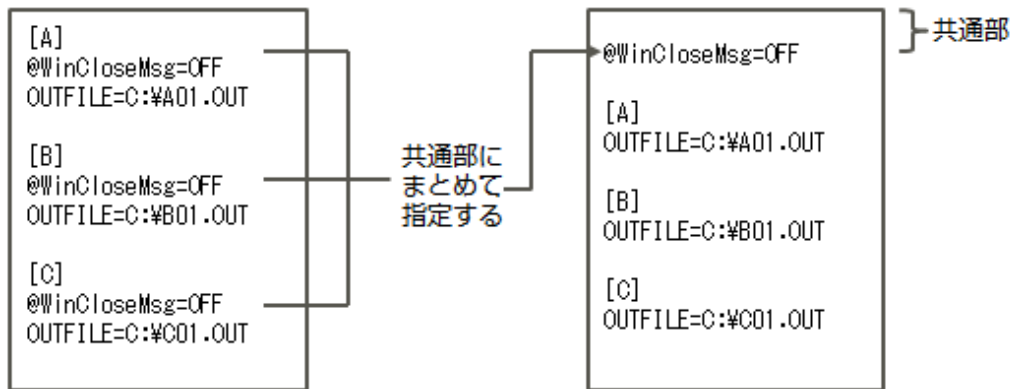 [A]
@WinCloseMsg=OFF
OUTFILE=C:¥A01.OUT
[B]
@WinCloseMsg=OFF
OUTFILE=C:¥B01.OUT
[C]
@WinCloseMsg=OFF
OUTFILE=C:¥C01.OUT
共通部に
まとめて
指定する
@WinCloseMsg=OFF
[A]
OUTFILE=C:¥A01.OUT
[B]
OUTFILE=C:¥B01.OUT
[C]
OUTFILE=C:¥C01.OUT
共通部